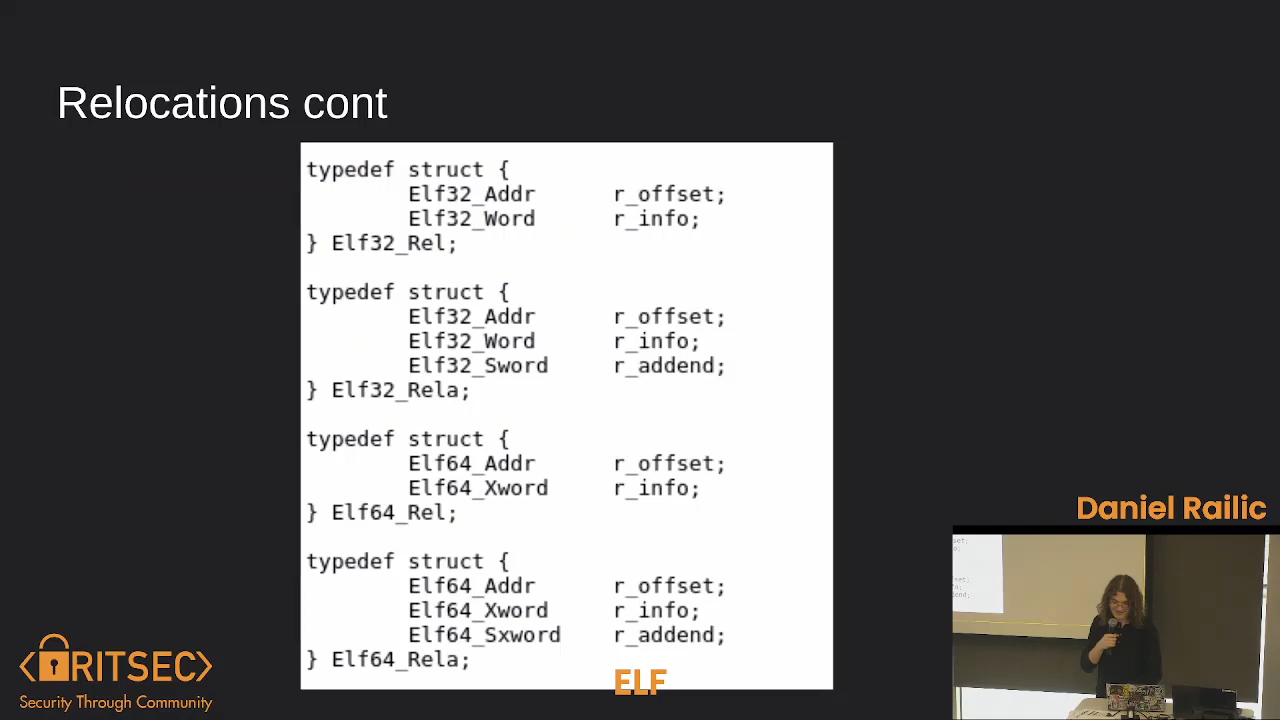 Relocations cont
typedef struct {
        Elf32_Addr      r_offset;
        Elf32_Word      r_info;
} Elf32_Rel;
typedef struct {
        Elf32_Addr      r_offset;
        Elf32_Word      r_info;
        Elf32_Sword     r_addend;
} Elf32_Rela;
typedef struct {
        Elf64_Addr      r_offset;
        Elf64_Xword     r_info;
} Elf64_Rel;
typedef struct {
        Elf64_Addr      r_offset;
        Elf64_Xword     r_info;
        Elf64_Sxword    r_addend;
} Elf64_Rela;
ELF
Daniel Railic
RITSEC
Security Through Community